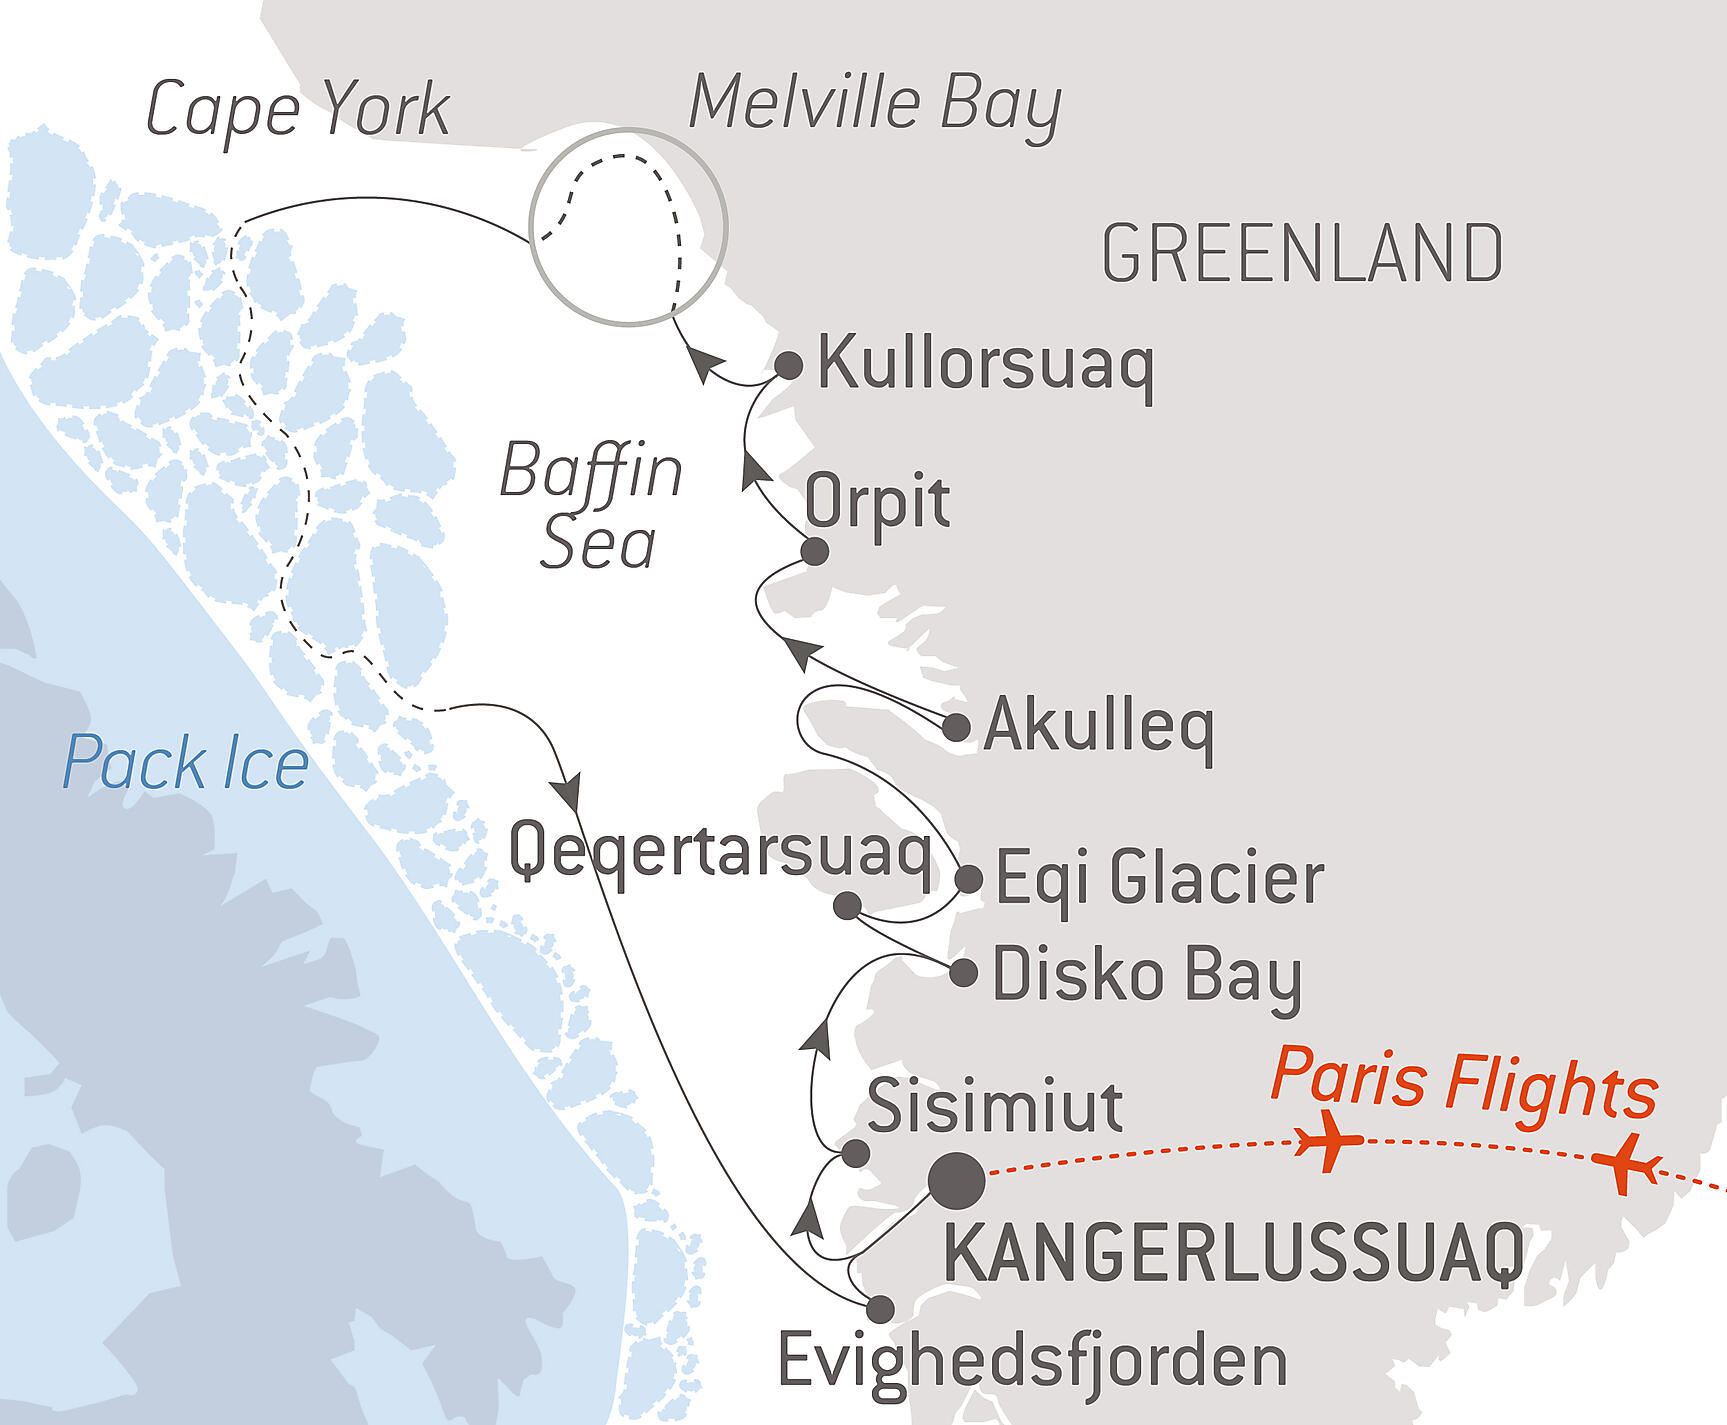 Cape York
Melville Bay
GREENLAND
Kullorsuaq
Baffin
Sea
Orpit
Akulleq
Pack Ice
Qeqertarsuaq
Eqi Glacier
Disko Bay
Paris Flights
Sisimiut
KANGERLUSSUAQ
Evighedsfjorden